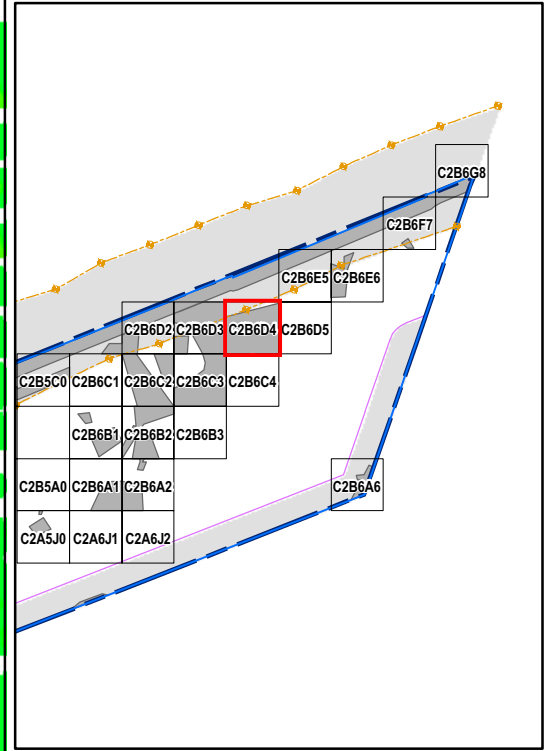 C2B6G8
C2B6F7
C2B6E5 C2B6E6
C2B6D2 C2B6D3 C2B6D4 C2B6D5
C2B5C0 C2B6C1 C2B6C2 C2B6C3 C2B6C4
C2B6B1 C2B6B2 C2B6B3
C2B5A0 C2B6A1 C2B6A2 C2B6A6
C2A5J0 C2A6J1 C2A6J2